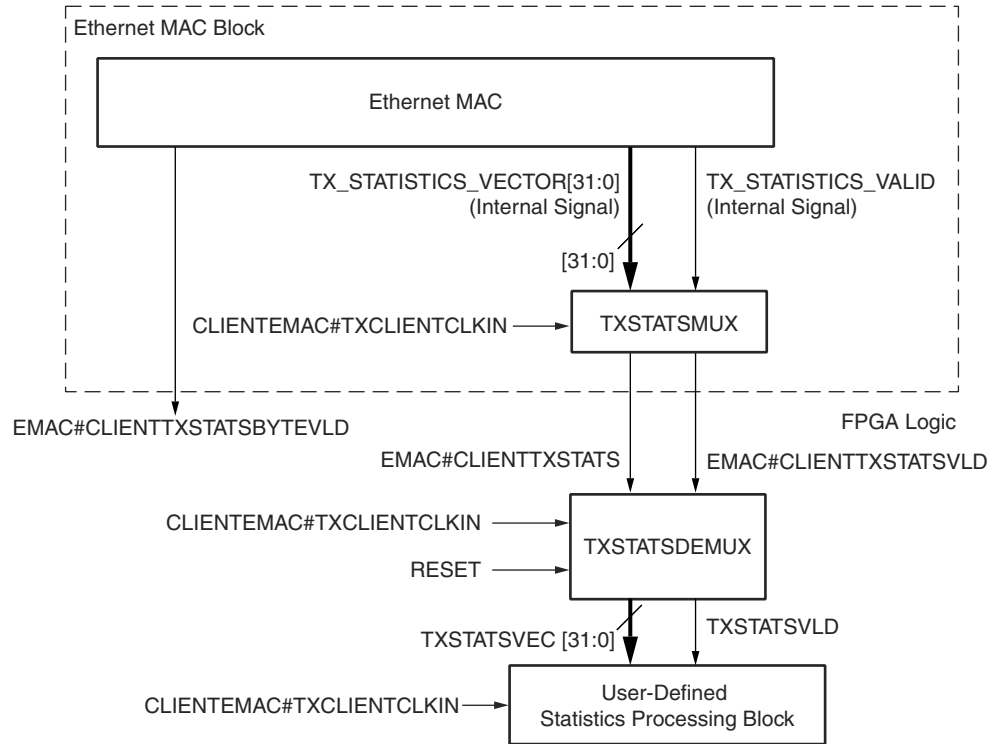 Ethernet MAC Block
Ethernet MAC
TX_STATISTICS_VECTOR[31:0]
(Internal Signal)
TX_STATISTICS_VALID
(Internal Signal)
[31:0]
CLIENTEMAC#TXCLIENTCLKIN
TXSTATSMUX
EMAC#CLIENTTXSTATSBYTEVLD
FPGA Logic
EMAC#CLIENTTXSTATS
EMAC#CLIENTTXSTATSVLD
CLIENTEMAC#TXCLIENTCLKIN
TXSTATSDEMUX
RESET
TXSTATSVEC [31:0]
TXSTATSVLD
CLIENTEMAC#TXCLIENTCLKIN
User-Defined
Statistics Processing Block